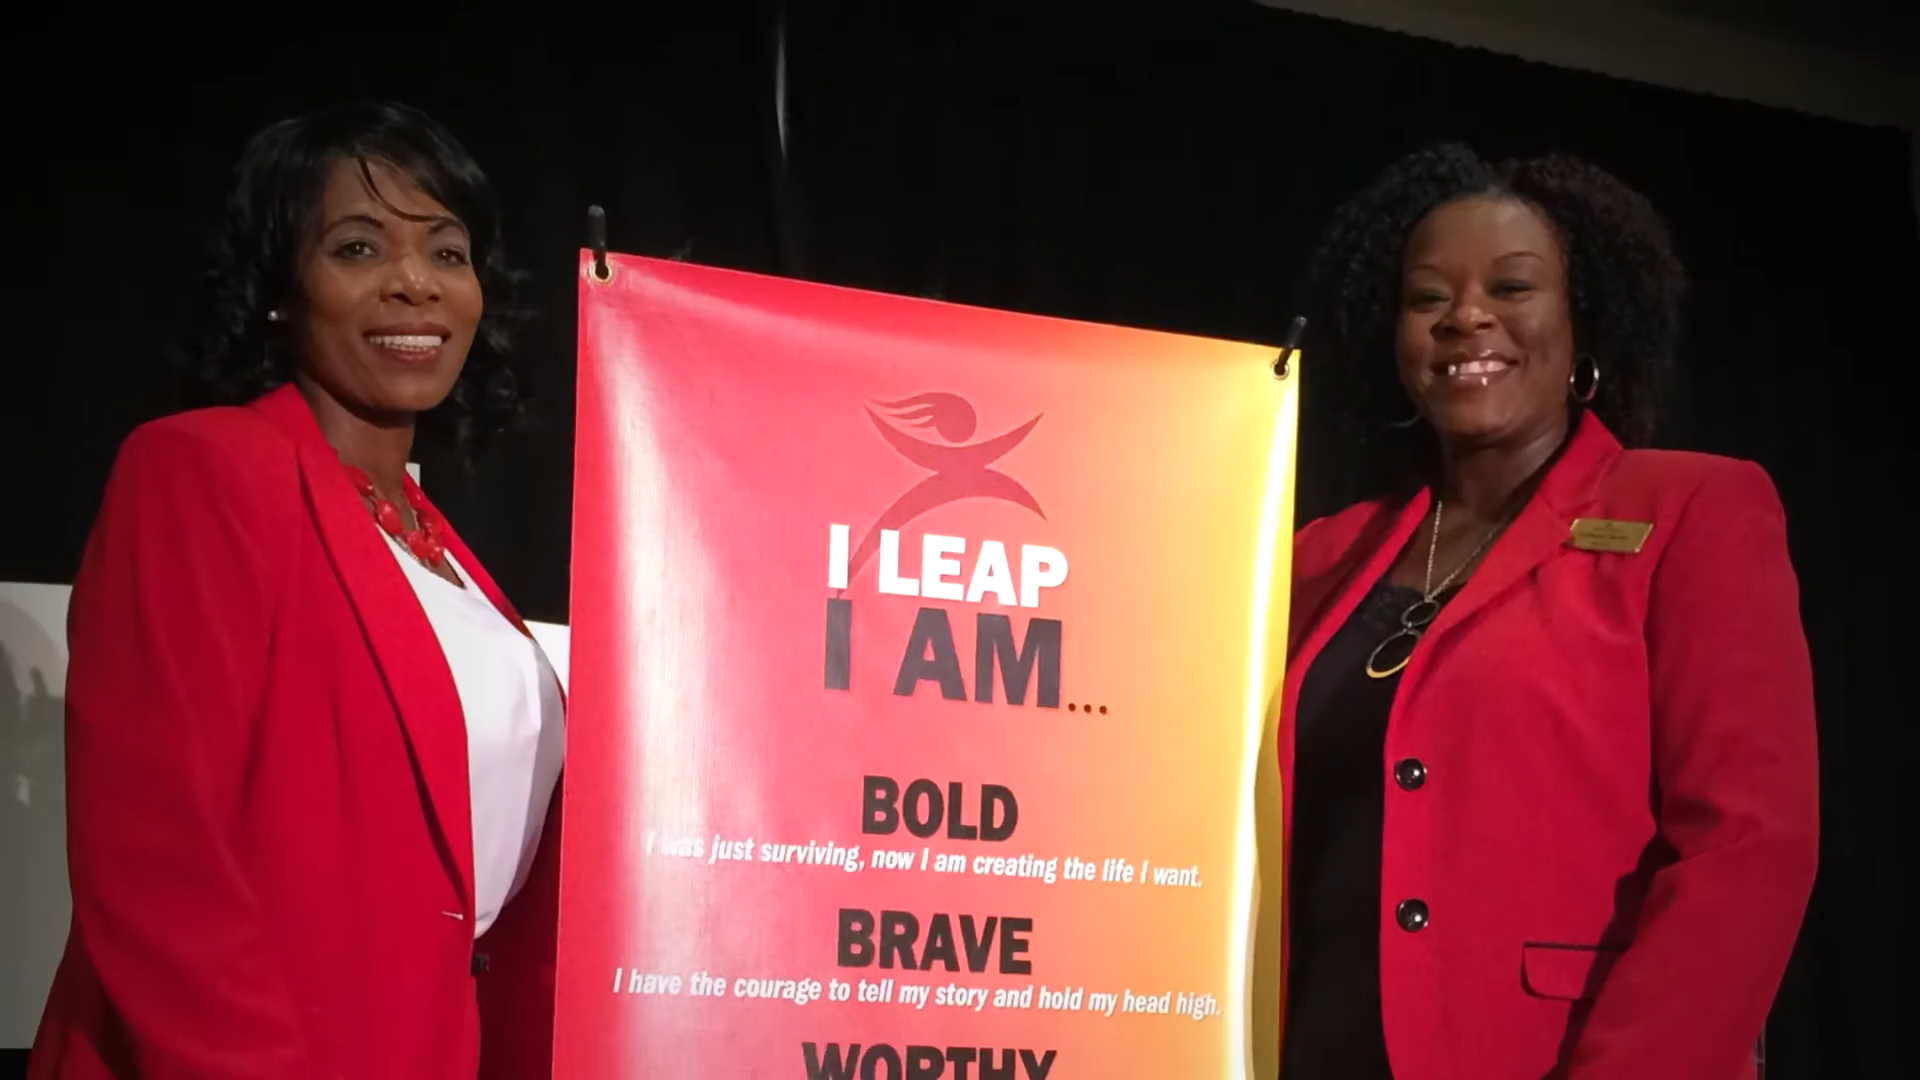 I LEAP
I AM...
BOLD
I was just surviving, now I am creating the life I want.
BRAVE
I have the courage to tell my story and hold my head high.
WORTHY